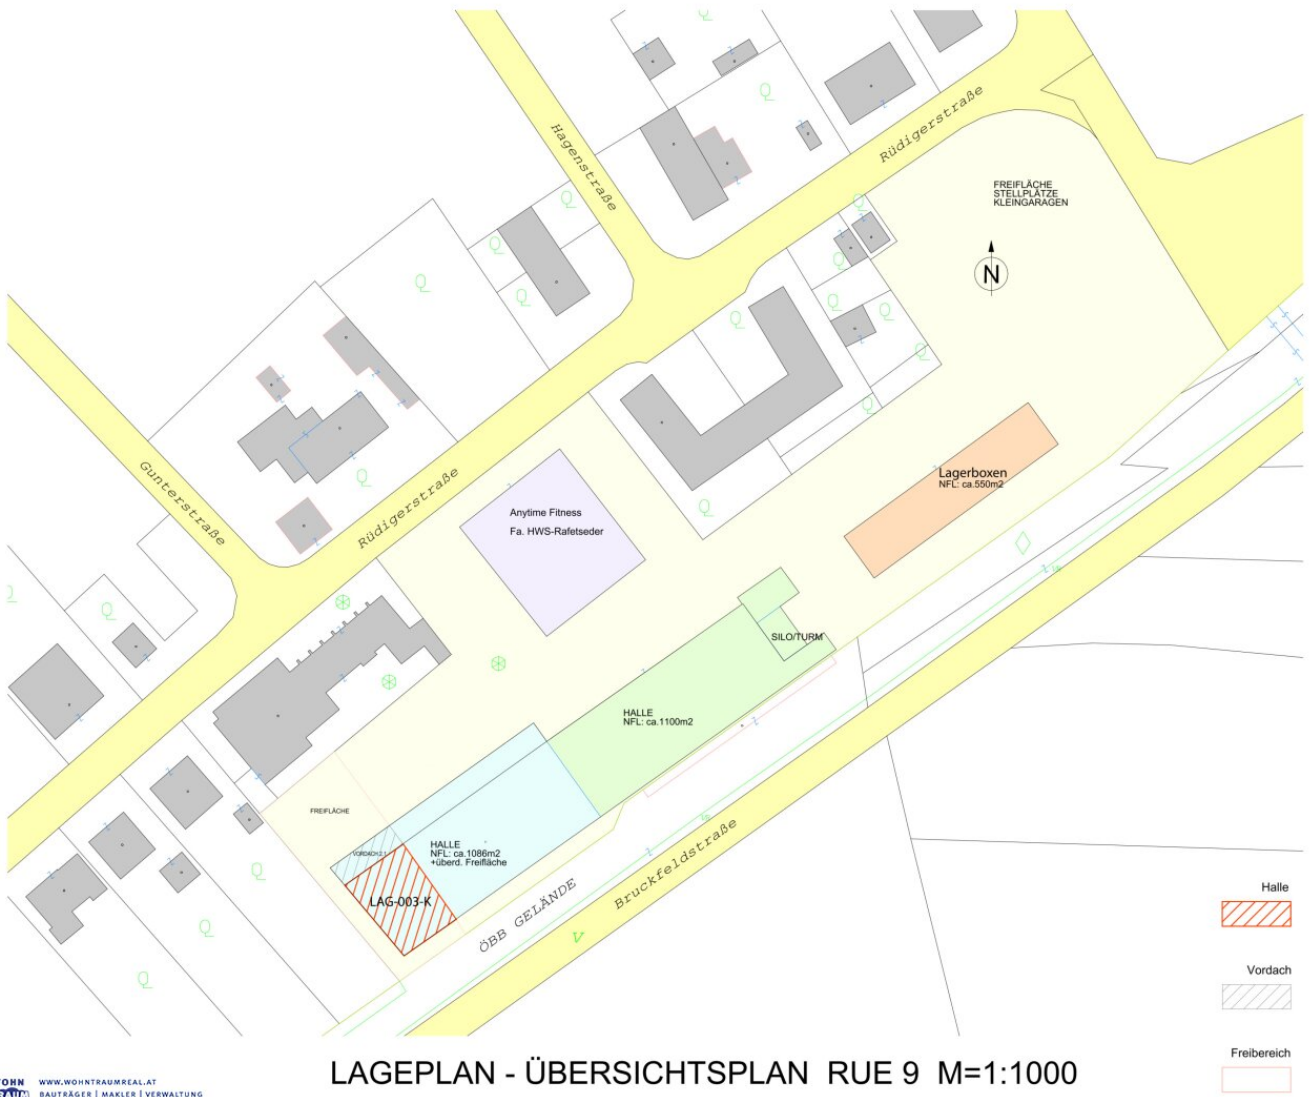 Hagenstraße
Rüdigerstraße
FREIFLÄCHE
STELLPLÄTZE
KLEINGARAGEN
N
Gunterstraße
Rüdigerstraße
Anytime Fitness
Fa. HWS-Rafetseder
Lagerboxen
NFL: ca.550m2
SILO/TURM
HALLE
NFL: ca.1100m2
FREIFLÄCHE
HALLE
NFL: ca.1086m2
+überd. Freifläche
LAG-003-K
ÖBB GELÄNDE
Bruckfeldstraße
Halle
Vordach
Freibereich
LAGEPLAN - ÜBERSICHTSPLAN RUE 9 M=1:1000
WWW.WOHNTRAUMREAL.AT
BAUTRÄGER | MAKLER | VERWALTUNG